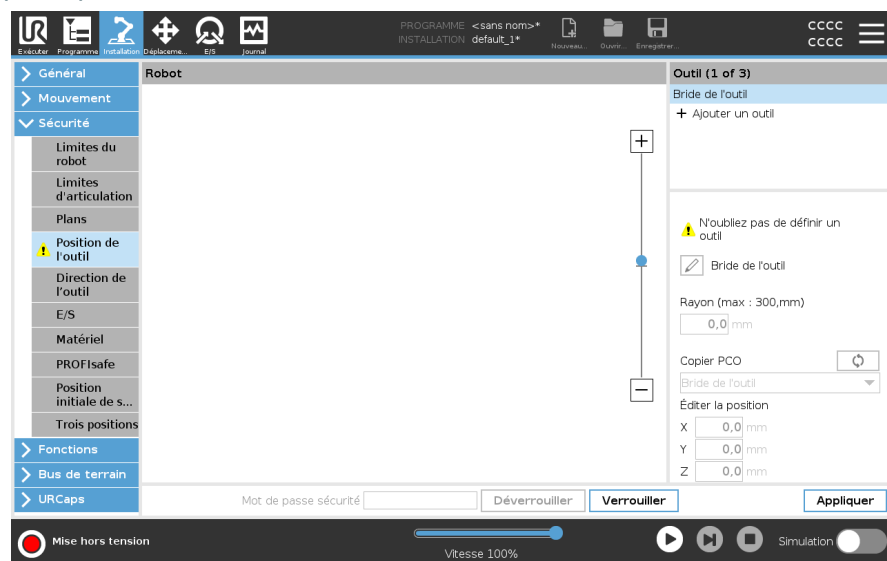 PROGRAMME <sans nom>*
INSTALLATION default_1*
CCCC
CCCC
Exécuter
Programme
Installation
Déplaceme...
E/S
Journal
Nouveau...
Ouvrir...
Enregistrer...
Général
Mouvement
Sécurité
Limites du
robot
Limites
d'articulation
Plans
Position de
l'outil
Direction de
l'outil
E/S
Matériel
PROFIsafe
Position
initiale de s...
Trois positions
Fonctions
Bus de terrain
URCaps
Robot
Outil (1 of 3)
Bride de l'outil
+ Ajouter un outil
N'oubliez pas de définir un
outil
Bride de l'outil
Rayon (max : 300,mm)
0,0 mm
Copier PCO
Bride de l'outil
Éditer la position
X 0,0 mm
Y 0,0 mm
Z 0,0 mm
Mot de passe sécurité
Déverrouiller
Verrouiller
Appliquer
Mise hors tension
Vitesse 100%
Simulation